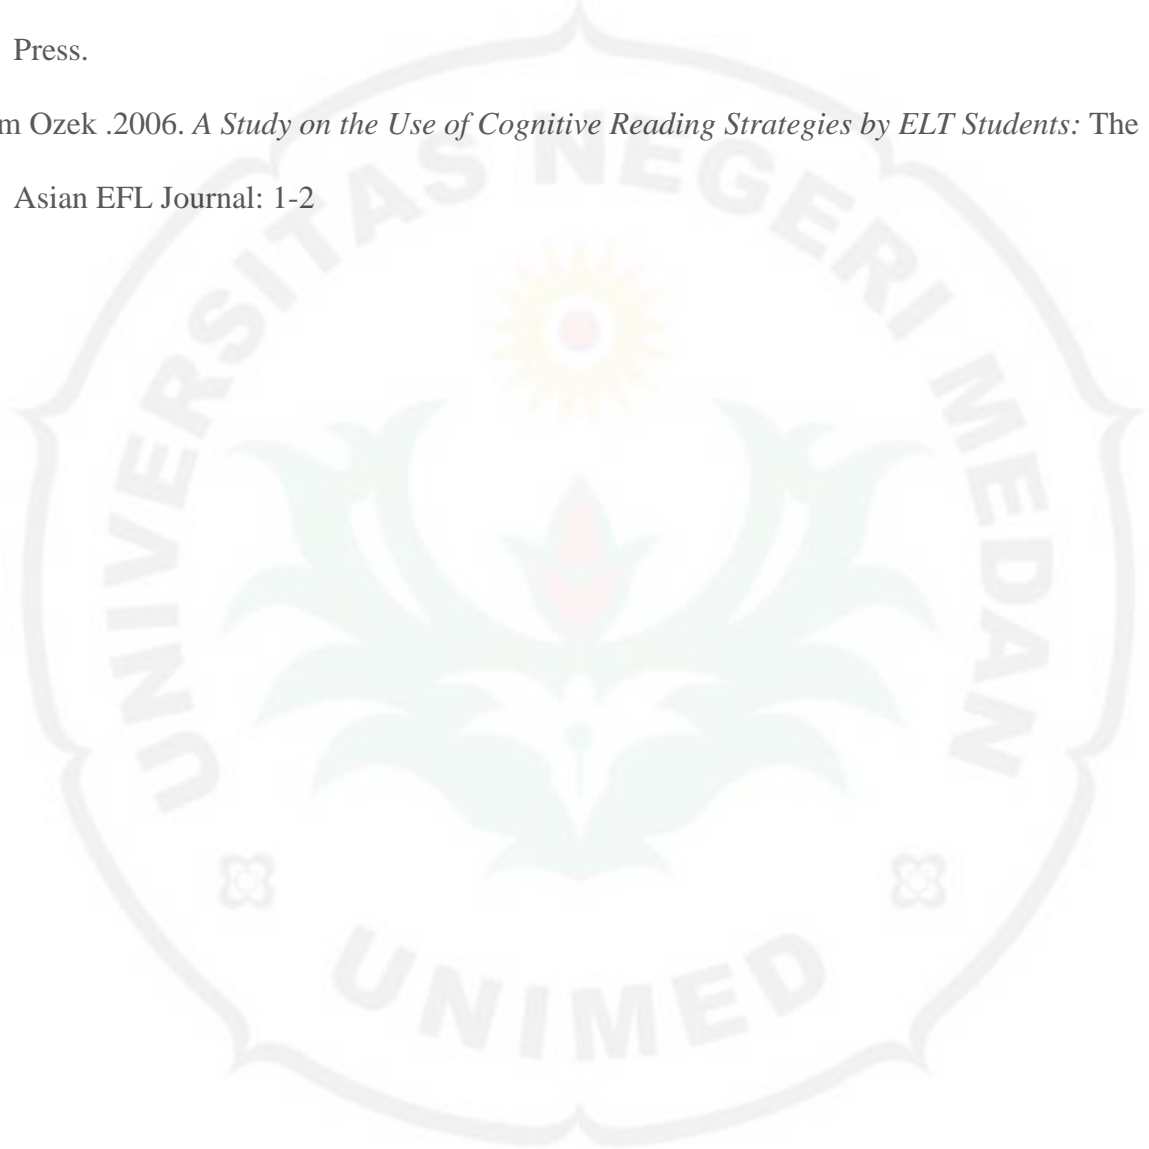 Press.
m Ozek .2006. A Study on the Use of Cognitive Reading Strategies by ELT Students: The
Asian EFL Journal: 1-2
UNIVERSITAS NEGERI MEDAN
UNIMED